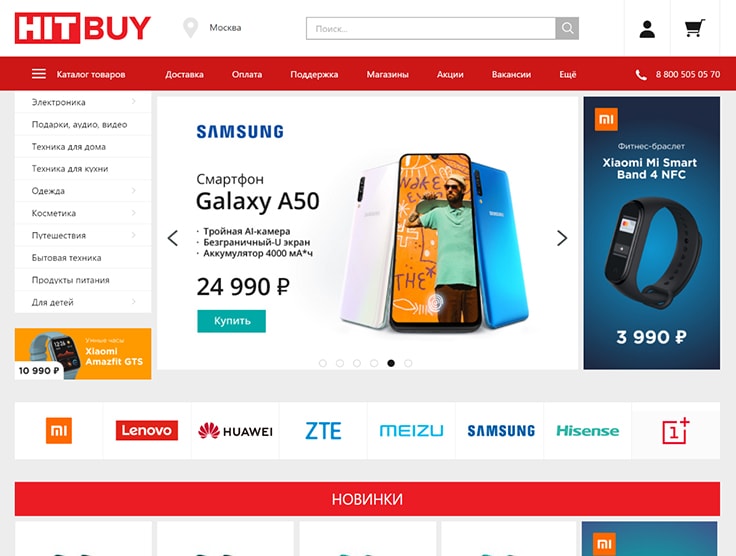 HITBUY
Москва
Поиск...
Каталог товаров
Доставка
Оплата
Поддержка
Магазины
Акции
Вакансии
Ещё
8 800 505 05 70
Электроника
Подарки, аудио, видео
Техника для дома
Техника для кухни
Одежда
Косметика
Путешествия
Бытовая техника
Продукты питания
Для детей
SAMSUNG
Смартфон
Galaxy A50
· Тройная AI-камера
· Безграничный-U экран
· Аккумулятор 4000 мА*ч
24 990 ₽
Купить
SAMSUNG
SAMSUNG
THE
mi
Фитнес-браслет
Xiaomi Mi Smart
Band 4 NFC
3 990 ₽
Умные часы
Xiaomi
Amazfit GTS
10 990 ₽
mi
Lenovo
HUAWEI
ZTE
MEIZU
SAMSUNG
Hisense
1+
НОВИНКИ
mi